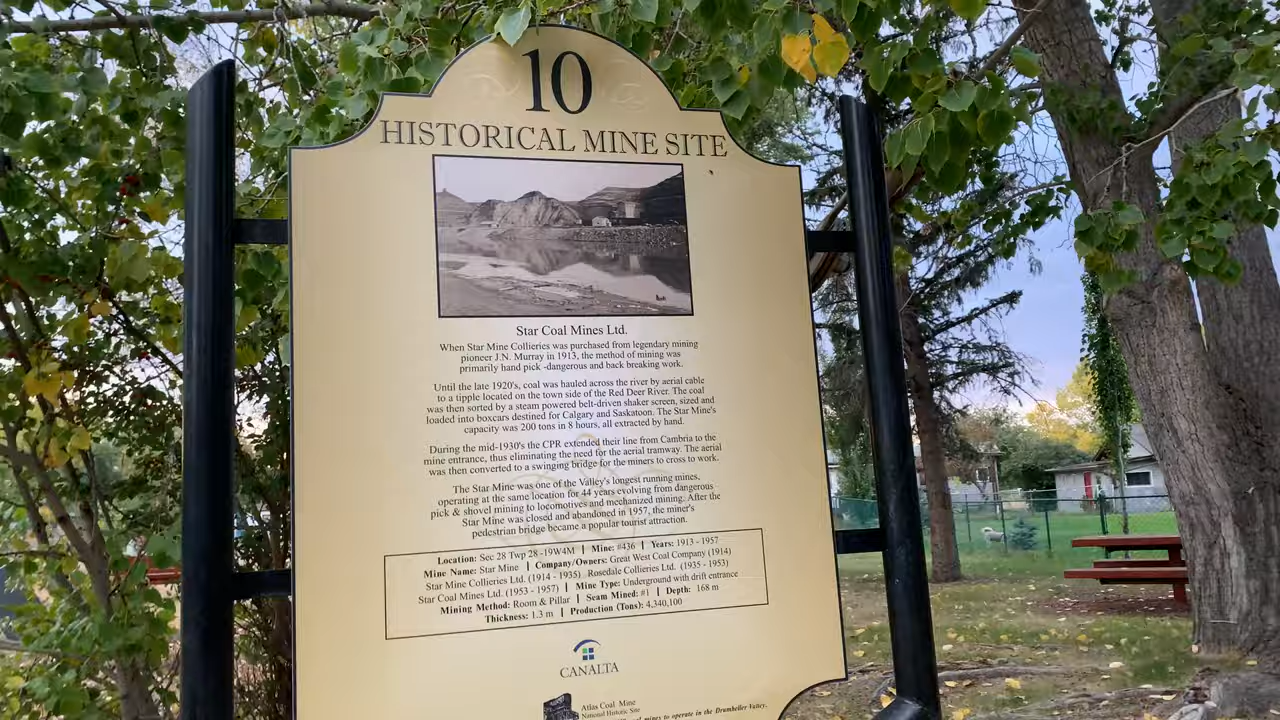 10
HISTORICAL MINE SITE
Star Coal Mines Ltd.
When Star Mine Collieries was purchased from legendary mining
pioneer J.N. Murray in 1913, the method of mining was
primarily hand pick -dangerous and back breaking work.
Until the late 1920's, coal was hauled across the river by aerial cable
to a tipple located on the town side of the Red Deer River. The coal
was then sorted by a steam powered belt-driven shaker screen, sized and
loaded into boxcars destined for Calgary and Saskatoon. The Star Mine's
capacity was 200 tons in 8 hours, all extracted by hand.
During the mid-1930's the CPR extended their line from Cambria to the
mine entrance, thus eliminating the need for the aerial tramway. The aerial
was then converted to a swinging bridge for the miners to cross to work.
The Star Mine was one of the Valley's longest running mines,
operating at the same location for 44 years evolving from dangerous
pick & shovel mining to locomotives and mechanized mining. After the
Star Mine was closed and abandoned in 1957, the miner's
pedestrian bridge became a popular tourist attraction.
Location: Sec 28 Twp 28 -19W4M | Mine: #436 | Years: 1913 - 1957
Mine Name: Star Mine | Company/Owners: Great West Coal Company (1914)
Star Mine Collieries Ltd. (1914 - 1935) Rosedale Collieries Ltd. (1935 - 1953)
Star Coal Mines Ltd. (1953 - 1957) | Mine Type: Underground with drift entrance
Mining Method: Room & Pillar | Seam Mined: #1 | Depth: 168 m
Thickness: 1.3 m | Production (Tons): 4,340,100
CANALTA
Atlas Coal Mine
National Historic Site
coal mines to operate in the Drumheller Valley.